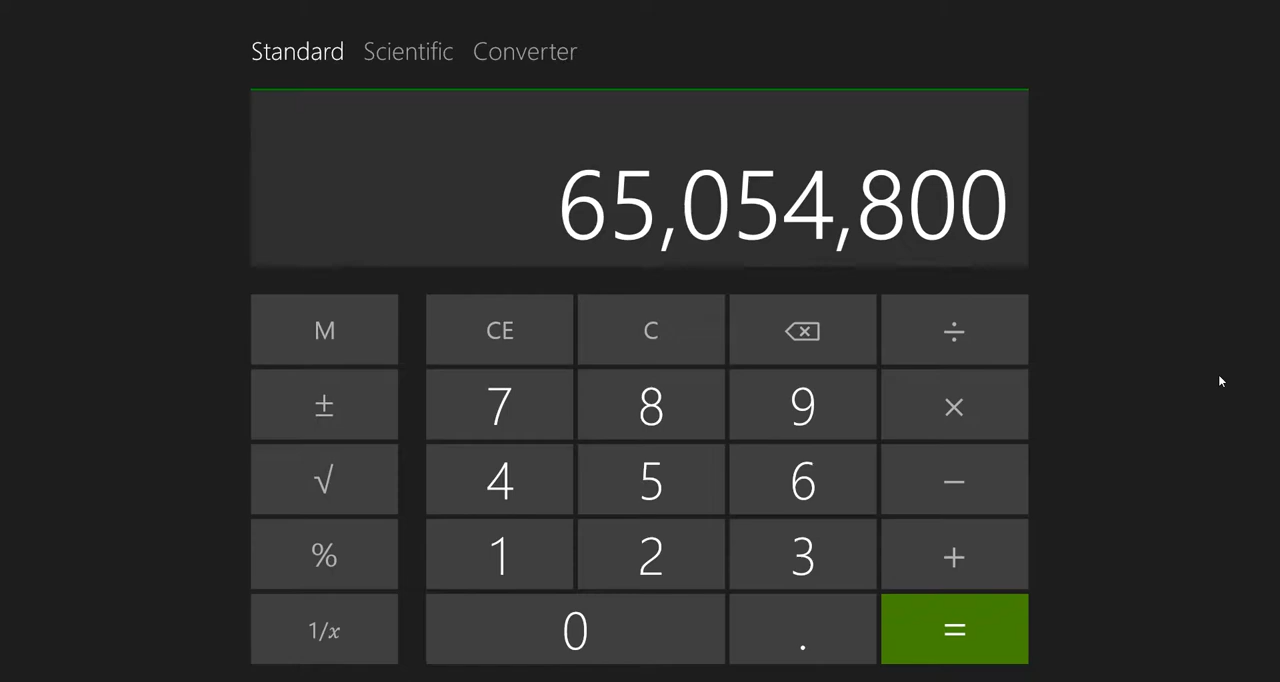 Standard Scientific Converter
65,054,800
M CE C ÷
± 7 8 9 ×
√ 4 5 6 −
% 1 2 3 +
1/x 0 . =